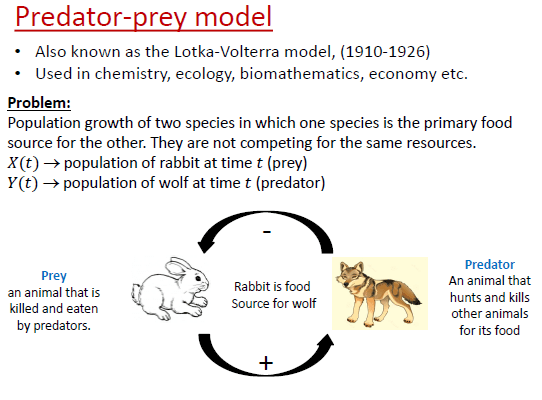 Predator-prey model
• Also known as the Lotka-Volterra model, (1910-1926)
• Used in chemistry, ecology, biomathematics, economy etc.
Problem:
Population growth of two species in which one species is the primary food
source for the other. They are not competing for the same resources.
X(t) → population of rabbit at time t (prey)
Y(t) → population of wolf at time t (predator)
-
Prey
an animal that is
killed and eaten
by predators.
Rabbit is food
Source for wolf
Predator
An animal that
hunts and kills
other animals
for its food
+